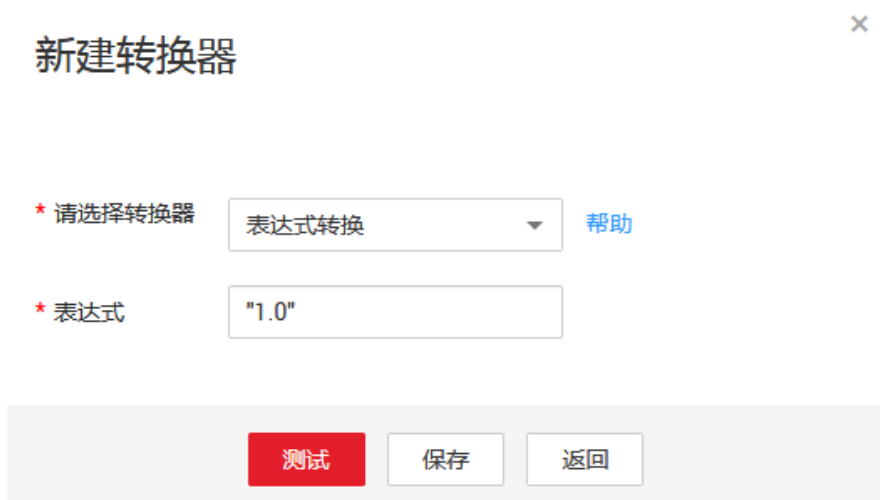 新建转换器
×
* 请选择转换器 表达式转换 帮助
* 表达式 "1.0"
测试 保存 返回